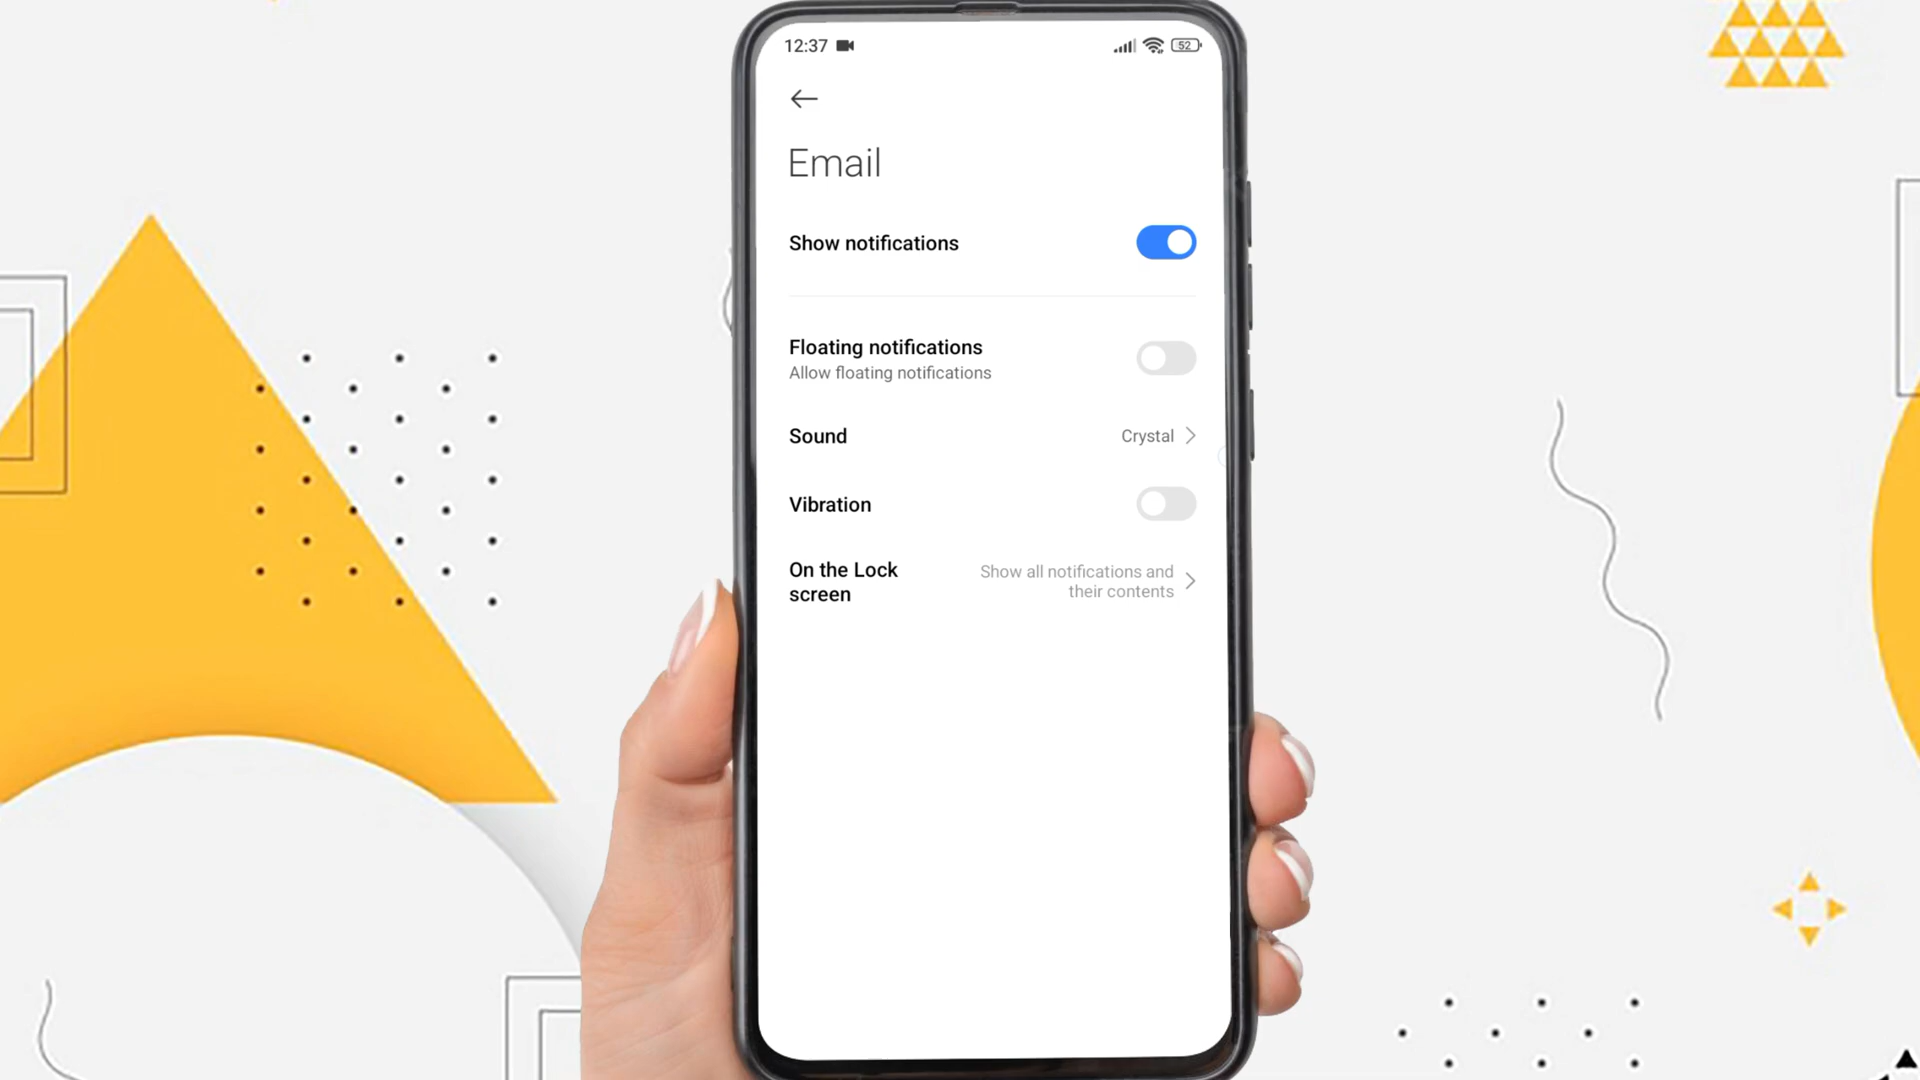 12:37
52
Email
Show notifications
Floating notifications
Allow floating notifications
Sound
Crystal
Vibration
On the Lock
screen
Show all notifications and
their contents